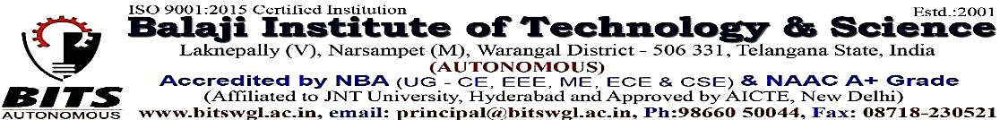 ISO 9001:2015 Certified Institution Estd.:2001
Balaji Institute of Technology & Science
Laknepally (V), Narsampet (M), Warangal District - 506 331, Telangana State, India
(AUTONOMOUS)
Accredited by NBA (UG - CE, EEE, ME, ECE & CSE) & NAAC A+ Grade
(Affiliated to JNT University, Hyderabad and Approved by AICTE, New Delhi)
www.bitswgl.ac.in, email: principal@bitswgl.ac.in, Ph:98660 50044, Fax: 08718-230521
BITS
AUTONOMOUS